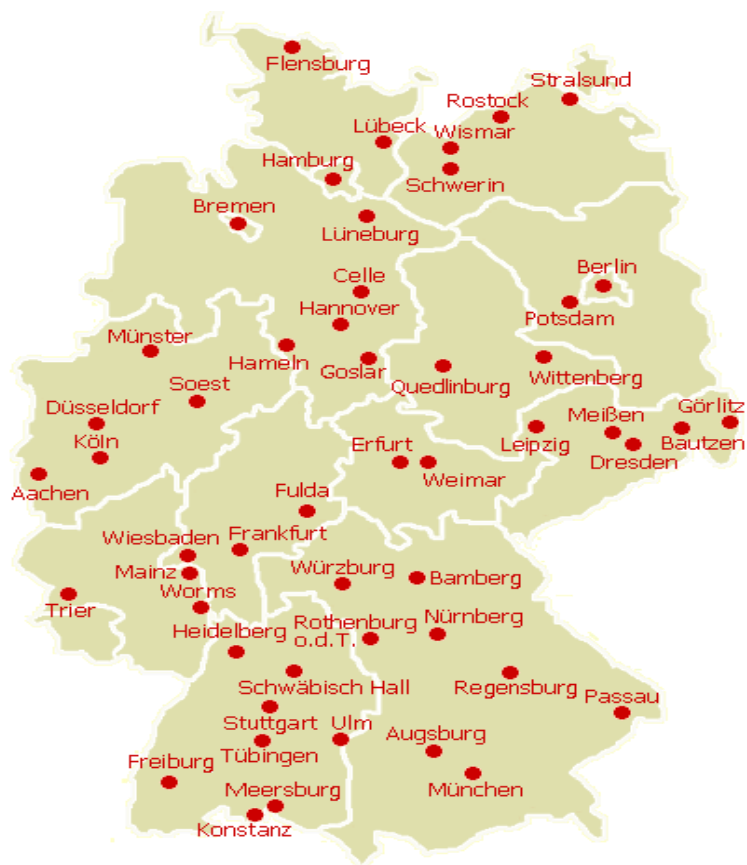 Flensburg
Stralsund
Rostock
Lübeck
Wismar
Hamburg
Schwerin
Bremen
Lüneburg
Berlin
Celle
Hannover
Potsdam
Münster
Hameln
Goslar
Wittenberg
Quedlinburg
Soest
Düsseldorf
Görlitz
Meißen
Köln
Erfurt
Leipzig
Bautzen
Dresden
Weimar
Aachen
Fulda
Wiesbaden
Frankfurt
Mainz
Würzburg
Bamberg
Worms
Trier
Nürnberg
Rothenburg
o.d.T.
Heidelberg
Schwäbisch Hall
Regensburg
Passau
Stuttgart
Ulm
Augsburg
Tübingen
Freiburg
Meersburg
München
Konstanz